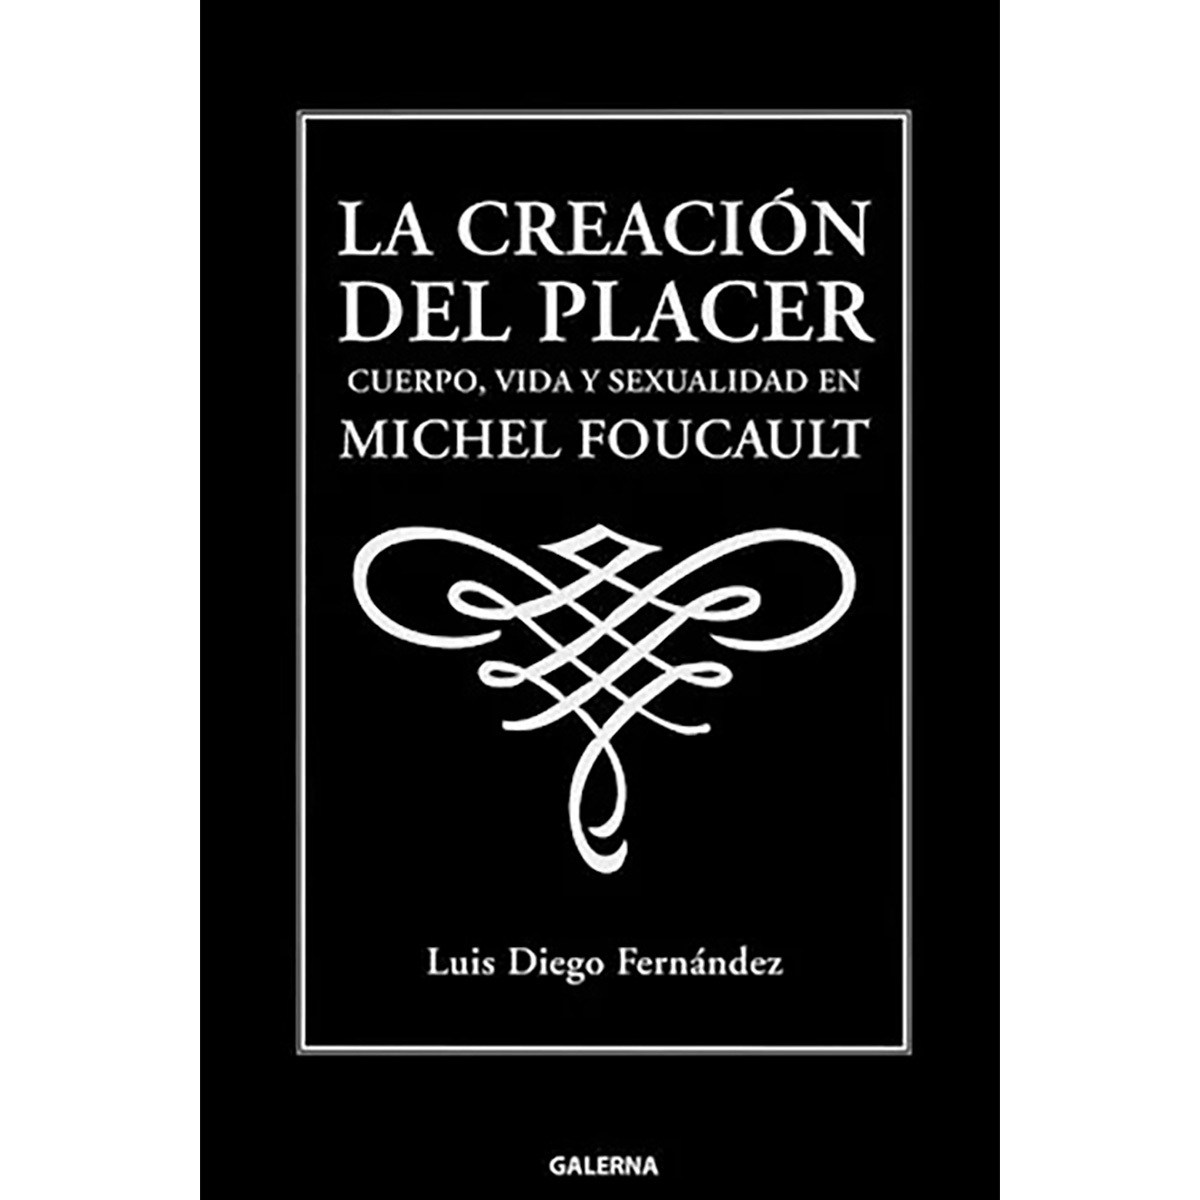 LA CREACIÓN
DEL PLACER
CUERPO, VIDA Y SEXUALIDAD EN
MICHEL FOUCAULT
Luis Diego Fernández
GALERNA